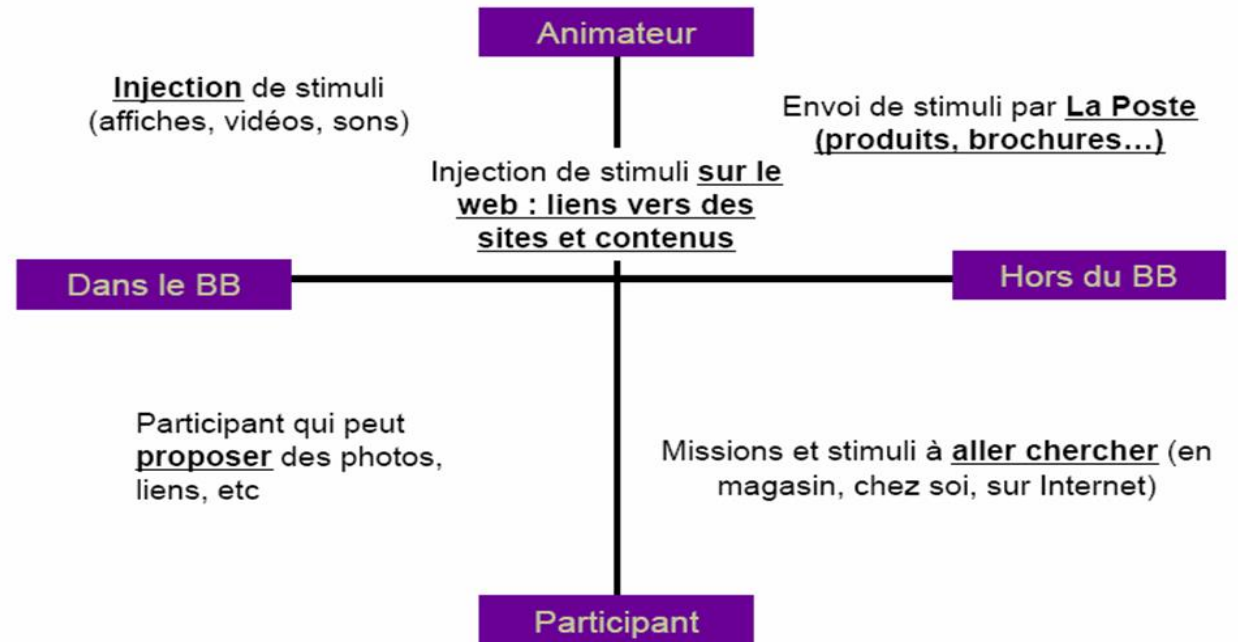 Animateur
Injection de stimuli
(affiches, vidéos, sons)
Envoi de stimuli par La Poste
(produits, brochures...)
Injection de stimuli sur le
web : liens vers des
sites et contenus
Dans le BB
Hors du BB
Participant qui peut
proposer des photos,
liens, etc
Missions et stimuli à aller chercher (en
magasin, chez soi, sur Internet)
Participant